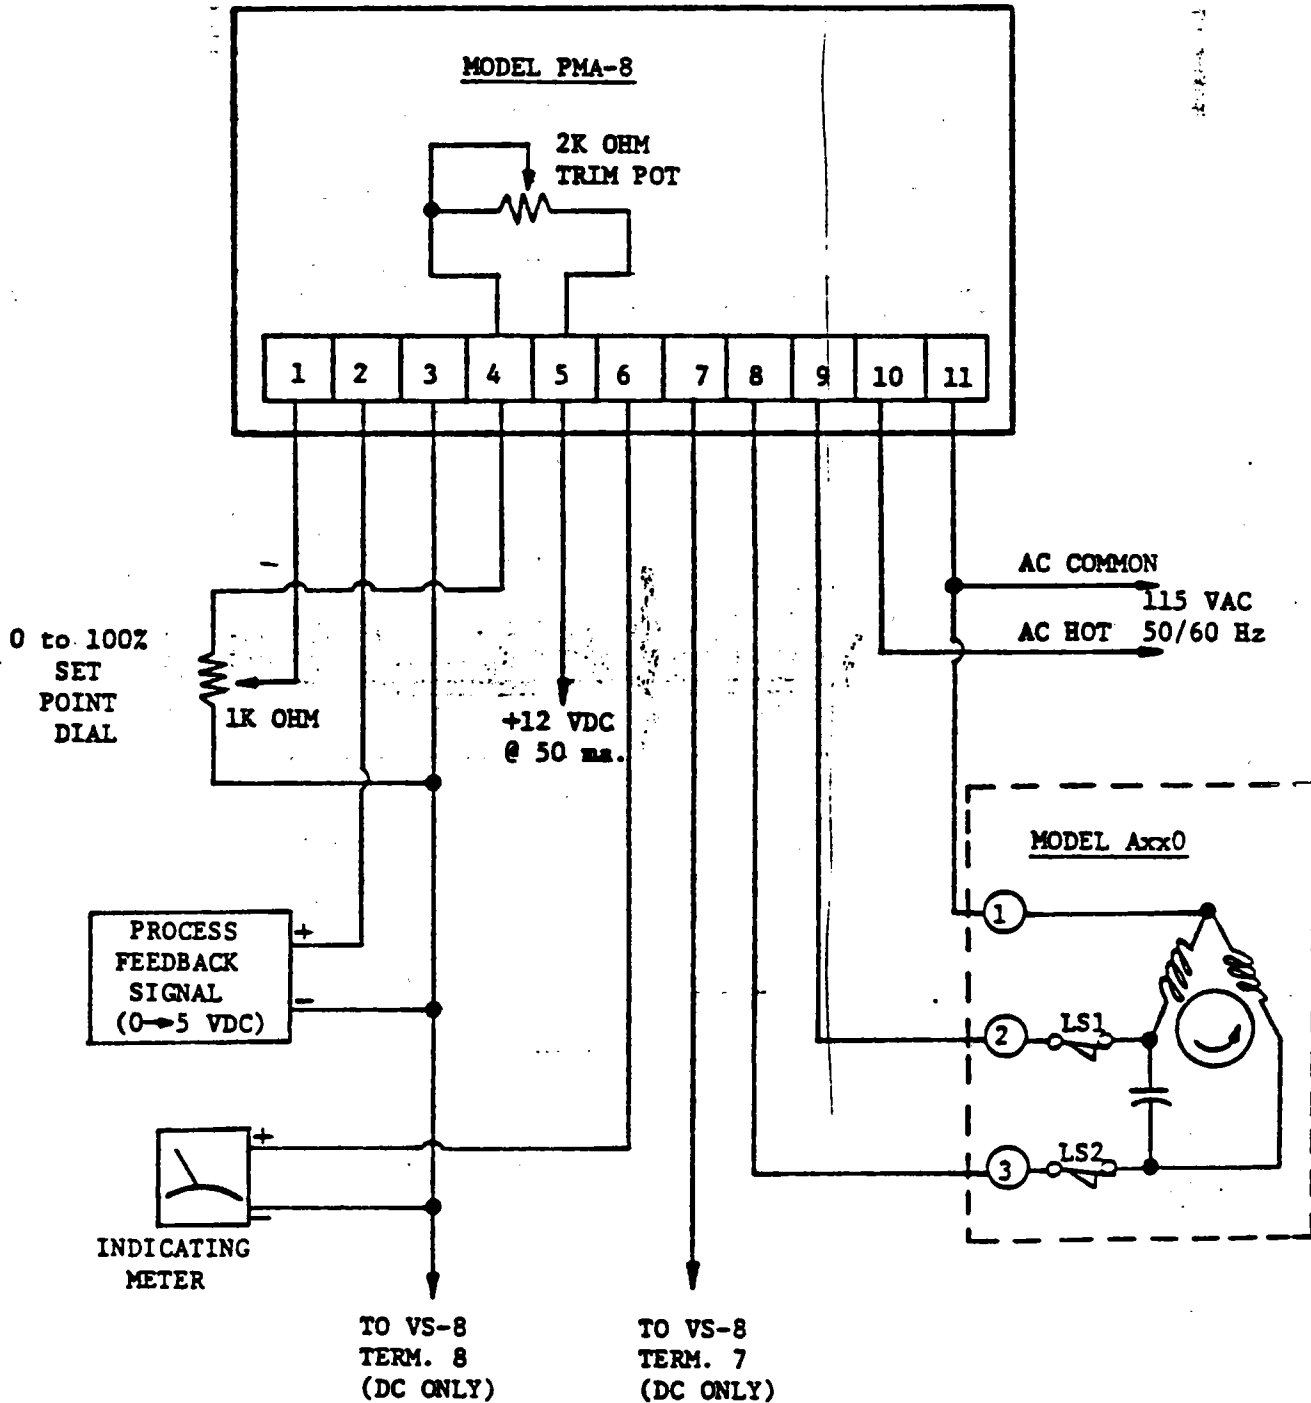 MODEL PMA-8
2K OHM
TRIM POT
1 2 3 4 5 6 7 8 9 10 11
AC COMMON
115 VAC
AC HOT 50/60 Hz
0 to 100%
SET
POINT
DIAL
1K OHM
+12 VDC
@ 50 ma.
MODEL Axx0
1
2
LS1
3
LS2
PROCESS
FEEDBACK
SIGNAL
(0→5 VDC)
+
-
+
-
INDICATING
METER
TO VS-8
TERM. 8
(DC ONLY)
TO VS-8
TERM. 7
(DC ONLY)